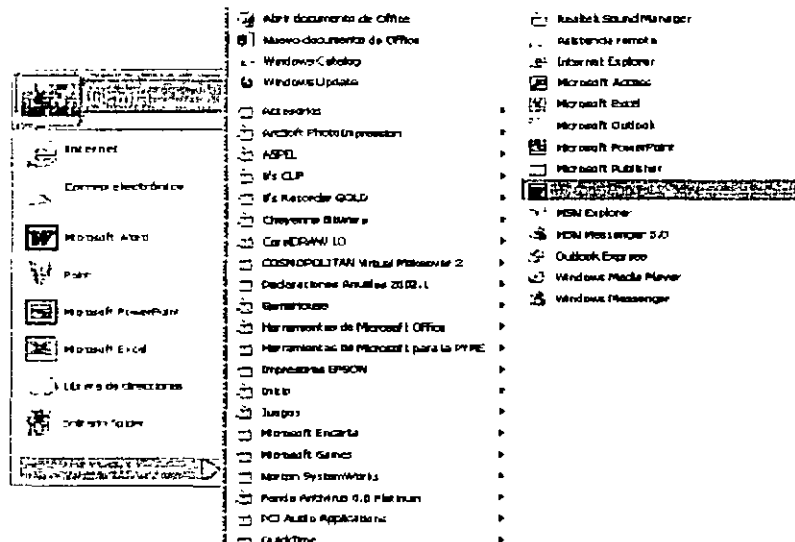 Internet
Correo electrónico
Microsoft Word
Paint
Microsoft PowerPoint
Microsoft Excel
Libreta de direcciones
Abrir documento de Office
Nuevo documento de Office
Windows Catalog
Windows Update
Accesorios
ArcSoft PhotoImpression
ASPEL
Cheyenne
CorelDRAW 10
COSNOPOLITAN Virtual Makeover 2
Declaraciones Anuales 2002.1
GameHouse
Herramientas de Microsoft Office
Herramientas de Microsoft para la PYME
Impresoras EPSON
Inicio
Juegos
Microsoft Encarta
Microsoft Games
Norton SystemWorks
Panda Antivirus 6.0 Platinum
PCI Audio Applications
QuickTime
Realtek Sound Manager
Asistencia remota
Internet Explorer
Microsoft Access
Microsoft Excel
Microsoft Outlook
Microsoft PowerPoint
Microsoft Publisher
MSN Explorer
MSN Messenger 5.0
Outlook Express
Windows Media Player
Windows Messenger